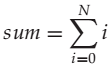 sum = \sum_{i=0}^{N} i